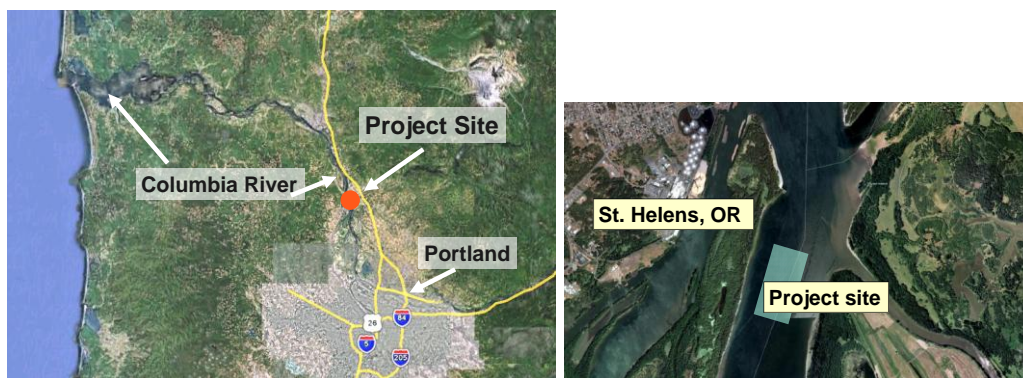 Project Site
Columbia River
Portland
26
84
5
205
St. Helens, OR
Project site